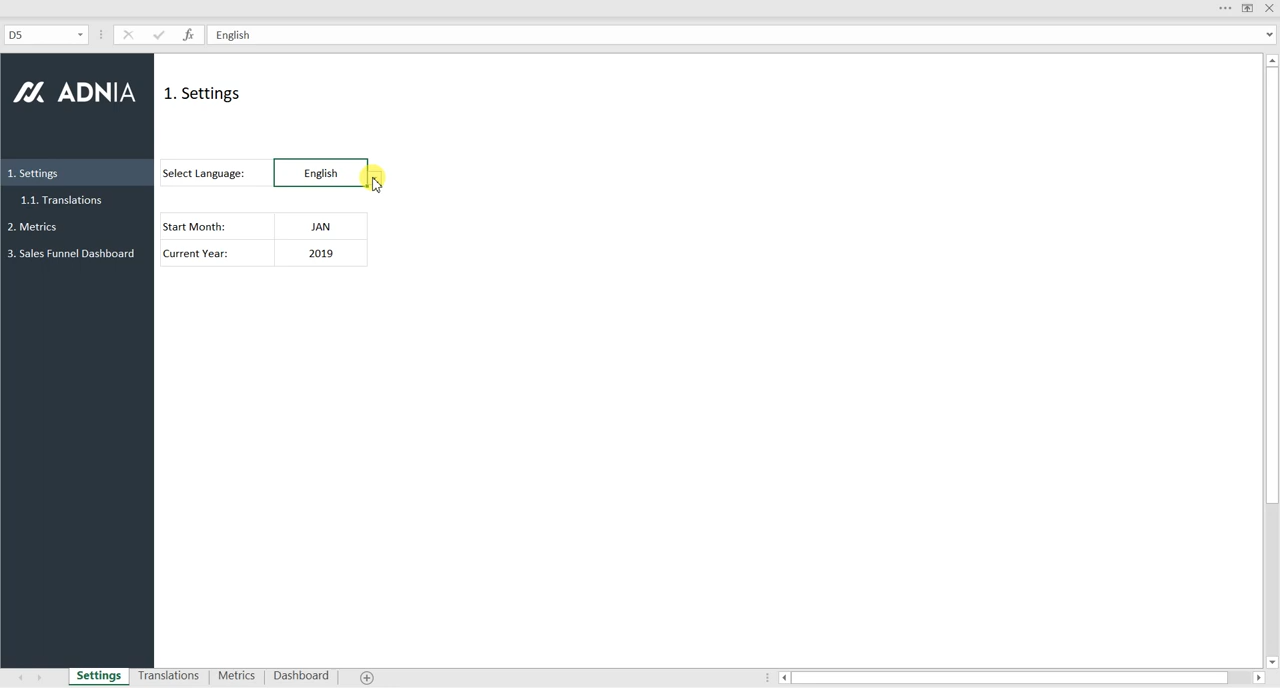 D5
fx
English
ADNIA
1. Settings
1. Settings
1.1. Translations
2. Metrics
3. Sales Funnel Dashboard
Select Language: English
Start Month: JAN
Current Year: 2019
Settings Translations Metrics Dashboard